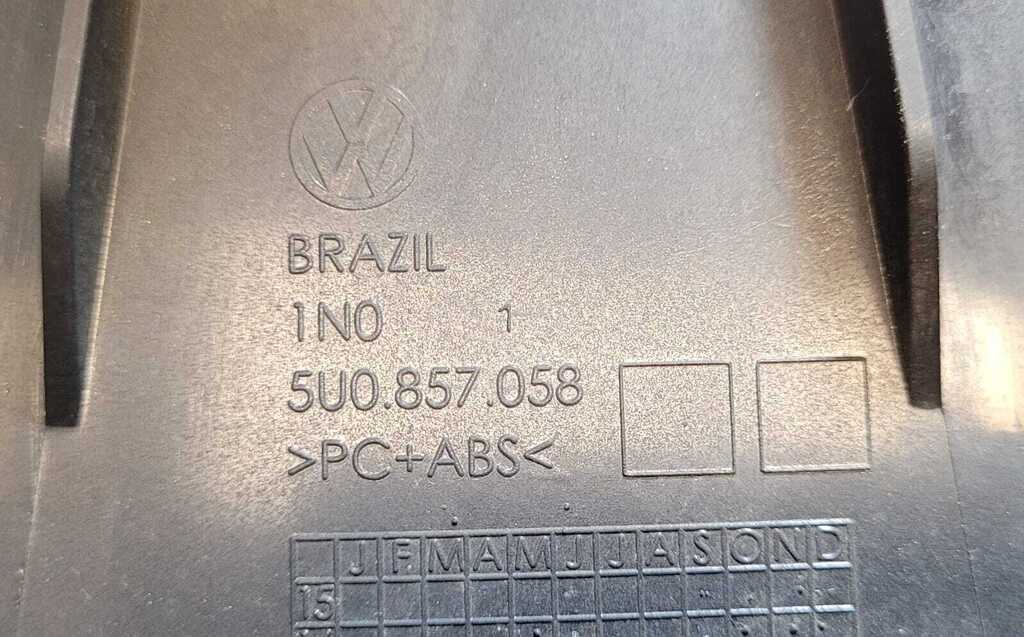 BRAZIL
1N0 1
5U0.857.058
>PC+ABS<
J F M A M J J A S O N D
15